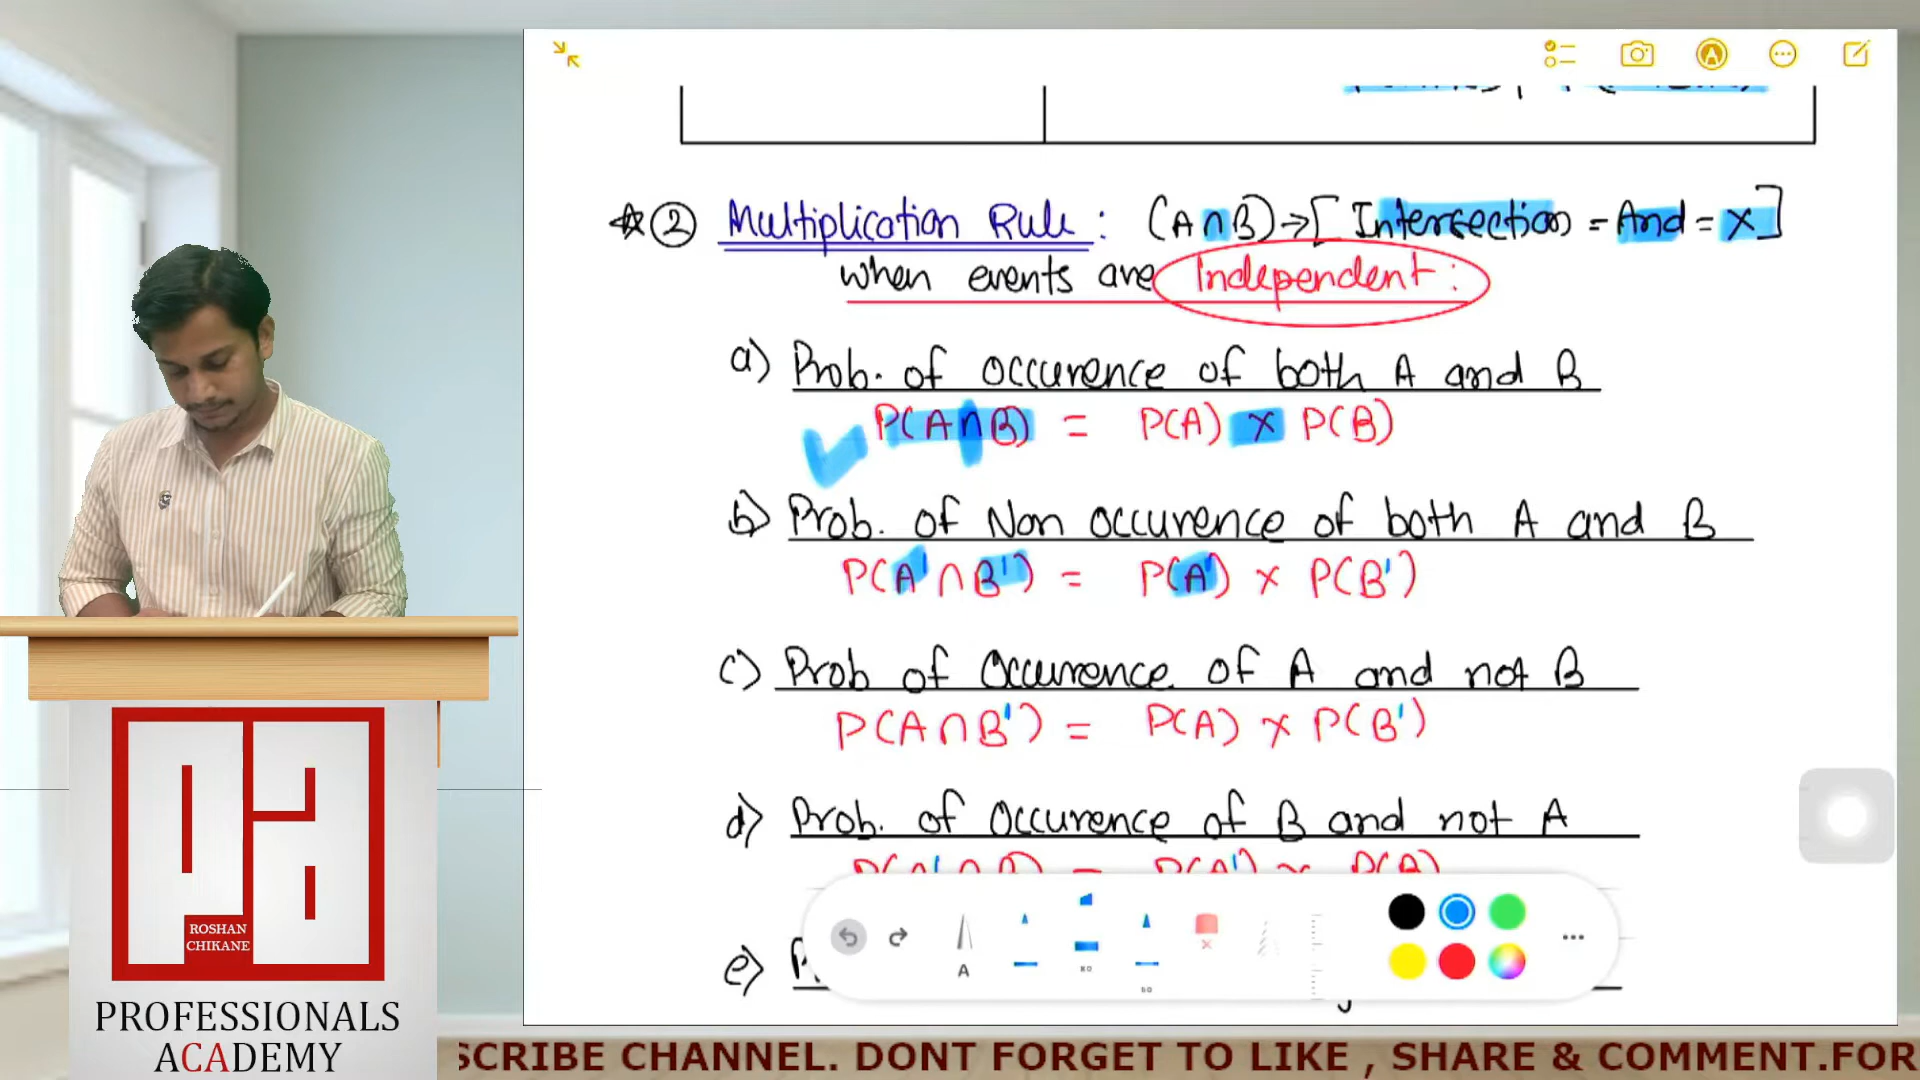 ☆② Multiplication Rule : (A∩B)→[ Intersection = And = × ]
when events are Independent :
a) Prob. of occurence of both A and B
P(A∩B) = P(A) × P(B)
b) Prob. of Non occurence of both A and B
P(A'∩B') = P(A') × P(B')
c) Prob of Occurence of A and not B
P(A∩B') = P(A) × P(B')
d) Prob. of Occurence of B and not A
P(A'∩B) = P(A') × P(B)
e)
A
80
50
ROSHAN
CHIKANE
PROFESSIONALS
ACADEMY
SCRIBE CHANNEL. DONT FORGET TO LIKE , SHARE & COMMENT.FOR